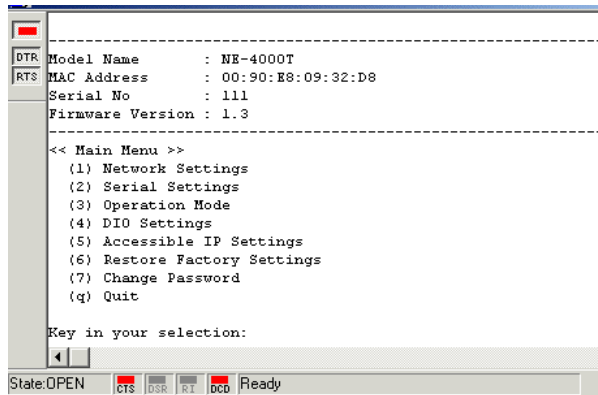 DTR
RTS
--------------------------------------------------------------
Model Name        : NE-4000T
MAC Address       : 00:90:E8:09:32:D8
Serial No         : 111
Firmware Version : 1.3
--------------------------------------------------------------
<< Main Menu >>
(1) Network Settings
(2) Serial Settings
(3) Operation Mode
(4) DIO Settings
(5) Accessible IP Settings
(6) Restore Factory Settings
(7) Change Password
(q) Quit
Key in your selection:
State:OPEN CTS DSR RI DCD Ready